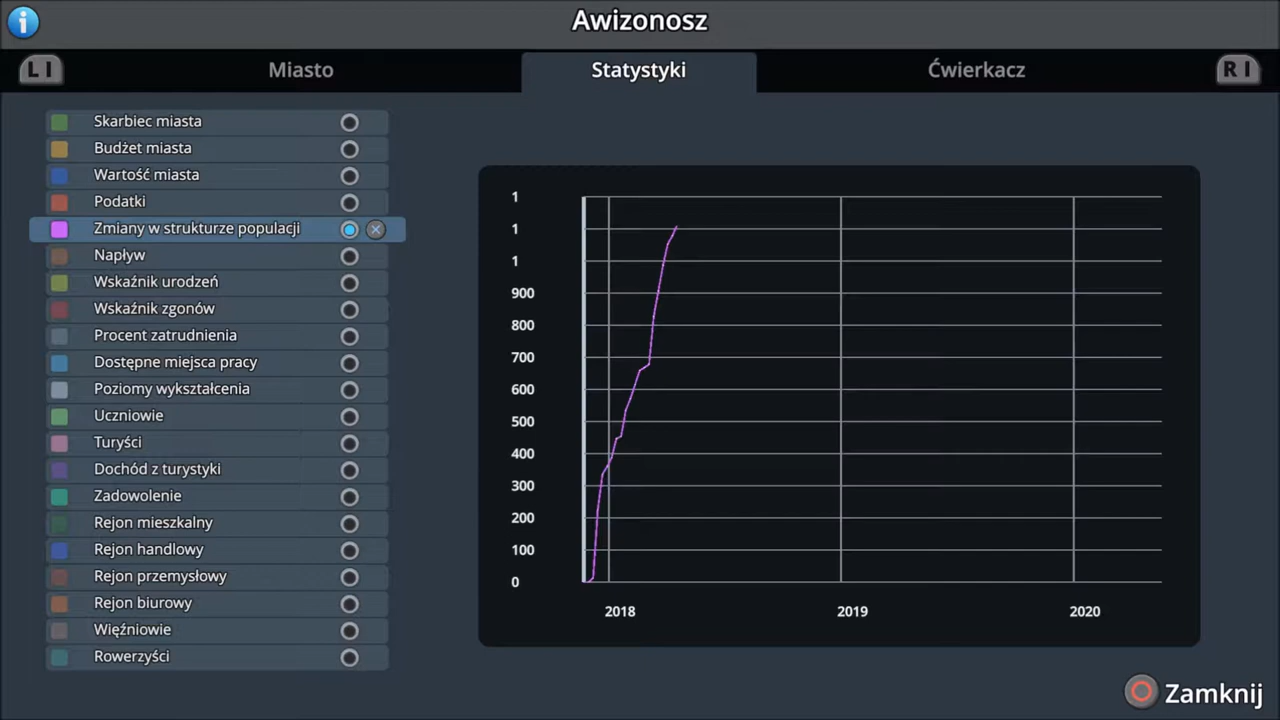 Awizonosz
L1
Miasto
Statystyki
Ćwierkacz
R1
Skarbiec miasta
Budżet miasta
Wartość miasta
Podatki
Zmiany w strukturze populacji
Napływ
Wskaźnik urodzeń
Wskaźnik zgonów
Procent zatrudnienia
Dostępne miejsca pracy
Poziomy wykształcenia
Uczniowie
Turyści
Dochód z turystyki
Zadowolenie
Rejon mieszkalny
Rejon handlowy
Rejon przemysłowy
Rejon biurowy
Więźniowie
Rowerzyści
1
1
1
900
800
700
600
500
400
300
200
100
0
2018
2019
2020
Zamknij